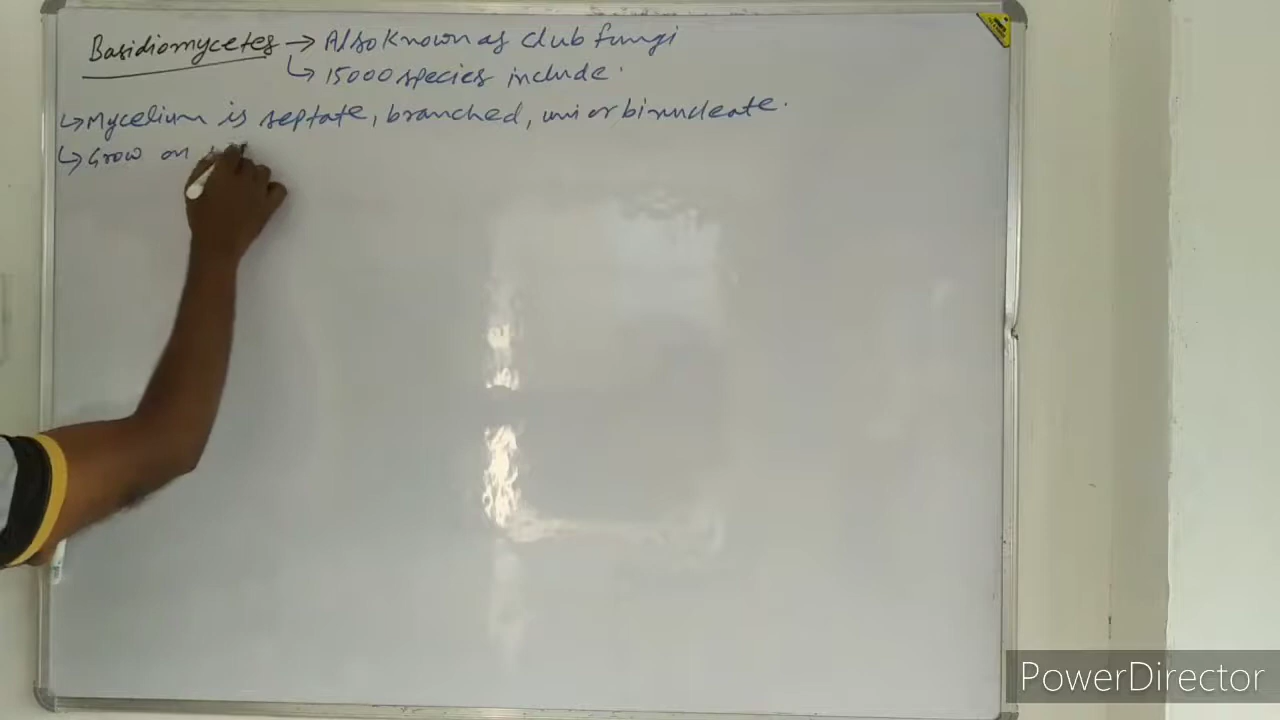 Basidiomycetes → Also known as club fungi
↳ 15000 species include.
↳ Mycelium is septate, branched, uni or binucleate.
↳ Grow on
PowerDirector